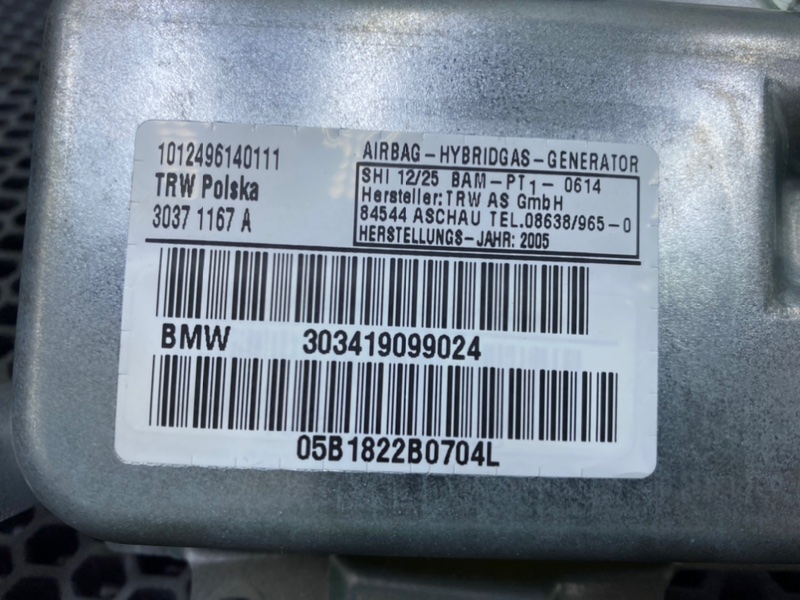 1012496140111
TRW Polska
3037 1167 A
AIRBAG-HYBRIDGAS-GENERATOR
SHI 12/25 BAM-PT1-0614
Hersteller:TRW AS GmbH
84544 ASCHAU TEL.08638/965-0
HERSTELLUNGS-JAHR: 2005
BMW 303419099024
05B1822B0704L